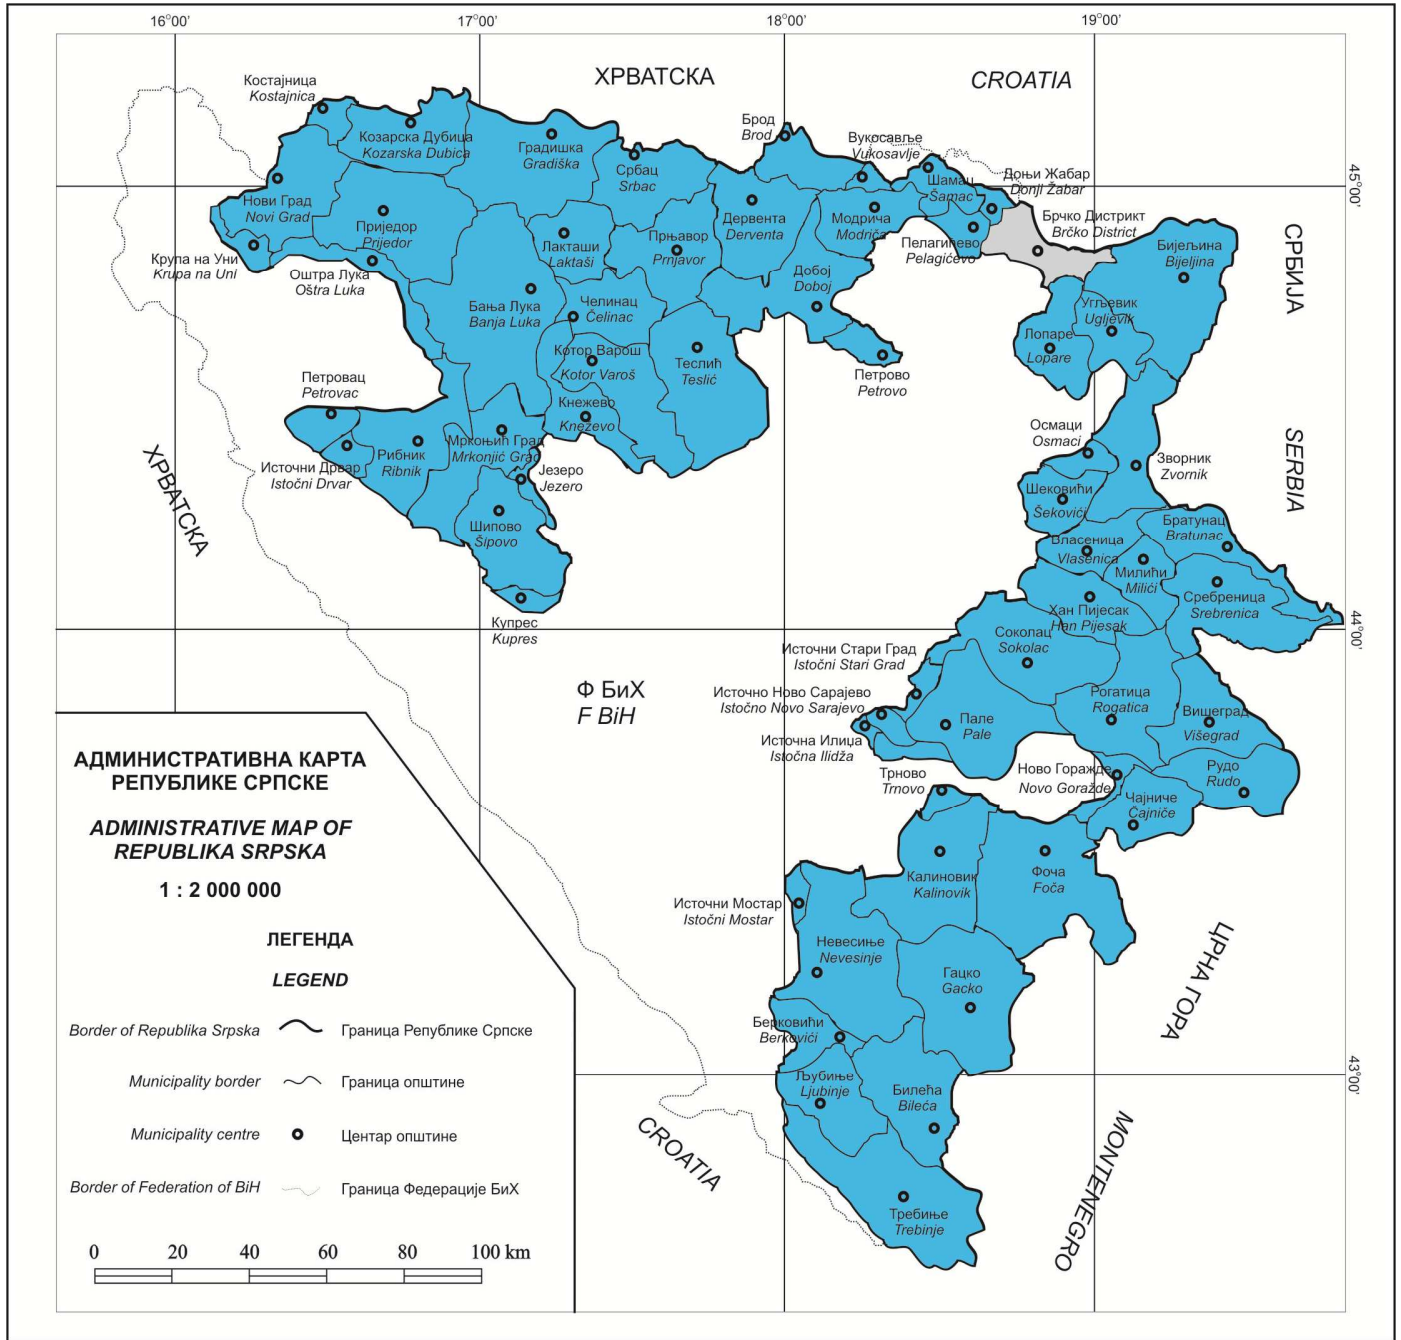 16°00'
17°00'
18°00'
19°00'
ХРВАТСКА
CROATIA
Костајница
Kostajnica
Козарска Дубица
Kozarska Dubica
Градишка
Gradiška
Србац
Srbac
Брод
Brod
Вукосавље
Vukosavlje
Шамац
Šamac
Доњи Жабар
Donji Žabar
45°00'
Нови Град
Novi Grad
Приједор
Prijedor
Лакташи
Laktaši
Прњавор
Prnjavor
Дервента
Derventa
Модрича
Modriča
Пелагићево
Pelagićevo
Брчко Дистрикт
Brčko District
Бијељина
Bijeljina
СРБИЈА
Крупа на Уни
Krupa na Uni
Оштра Лука
Oštra Luka
Бања Лука
Banja Luka
Челинац
Čelinac
Добој
Doboj
Угљевик
Ugljevik
Лопаре
Lopare
Котор Варош
Kotor Varoš
Теслић
Teslić
Петрово
Petrovo
Петровац
Petrovac
Кнежево
Knezevo
Осмаци
Osmaci
SERBIA
Источни Дрвар
Istočni Drvar
Рибник
Ribnik
Мркоњић Град
Mrkonjić Grad
Језеро
Jezero
Зворник
Zvornik
ХРВАТСКА
Шековићи
Šekovići
Шипово
Šipovo
Братунац
Bratunac
Власеница
Vlasenica
Милићи
Milići
Сребреница
Srebrenica
Хан Пијесак
Han Pijesak
Купрес
Kupres
44°00'
Соколац
Sokolac
Источни Стари Град
Istočni Stari Grad
Ф БиХ
F BiH
Источно Ново Сарајево
Istočno Novo Sarajevo
Рогатица
Rogatica
Вишеград
Višegrad
Пале
Pale
Источна Илиџа
Istočna Ilidža
Трново
Trnovo
Ново Горажде
Novo Goražde
Рудо
Rudo
Чајниче
Čajniče
Калиновик
Kalinovik
Фоча
Foča
Источни Мостар
Istočni Mostar
Невесиње
Nevesinje
Гацко
Gacko
ЦРНА ГОРА
Берковићи
Berkovići
43°00'
Љубиње
Ljubinje
Билећа
Bileća
CROATIA
MONTENEGRO
Требиње
Trebinje
АДМИНИСТРАТИВНА КАРТА
РЕПУБЛИКЕ СРПСКЕ
ADMINISTRATIVE MAP OF
REPUBLIKA SRPSKA
1 : 2 000 000
ЛЕГЕНДА
LEGEND
Border of Republika Srpska Граница Републике Српске
Municipality border Граница општине
Municipality centre Центар општине
Border of Federation of BiH Граница Федерације БиХ
0 20 40 60 80 100 km